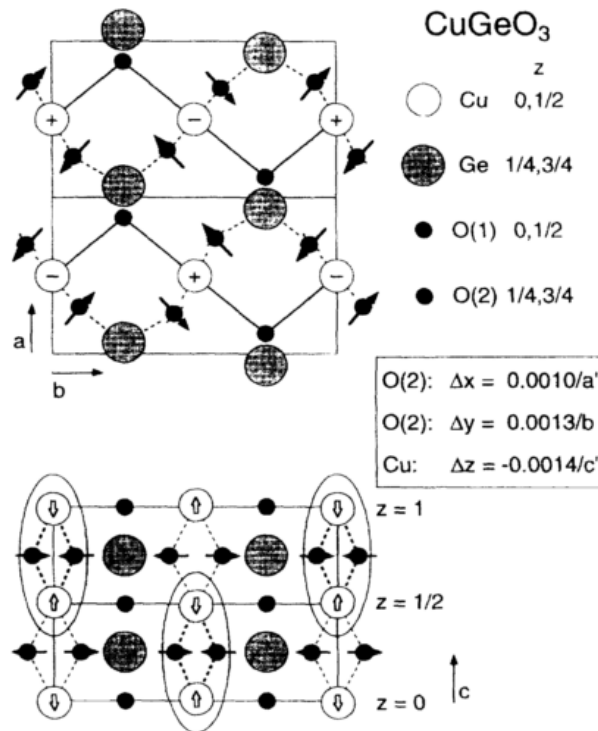 CuGeO3
z
Cu 0,1/2
Ge 1/4,3/4
O(1) 0,1/2
O(2) 1/4,3/4
+ − +
− + −
a
b
O(2): Δx = 0.0010/a'
O(2): Δy = 0.0013/b
Cu: Δz = -0.0014/c'
z = 1
z = 1/2
z = 0
c